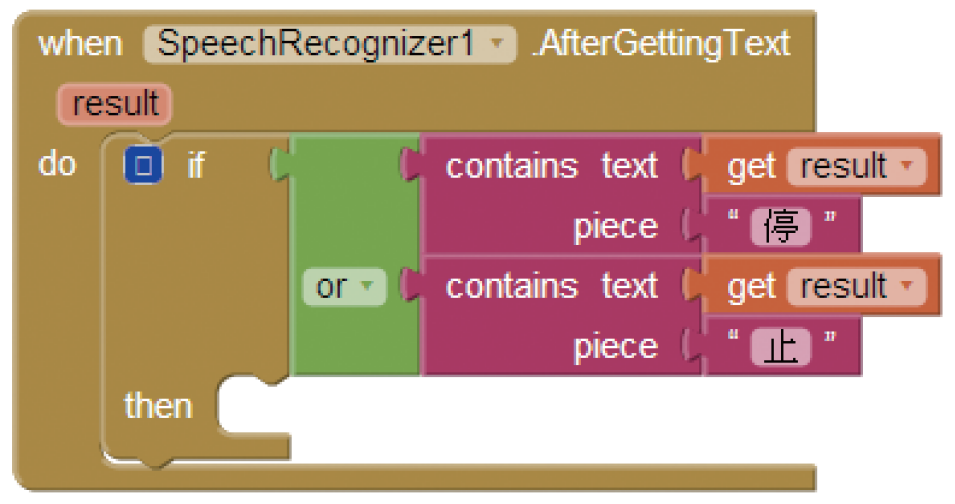 when SpeechRecognizer1 .AfterGettingText
result
do if contains text get result
piece “ 停 ”
or contains text get result
piece “ 止 ”
then